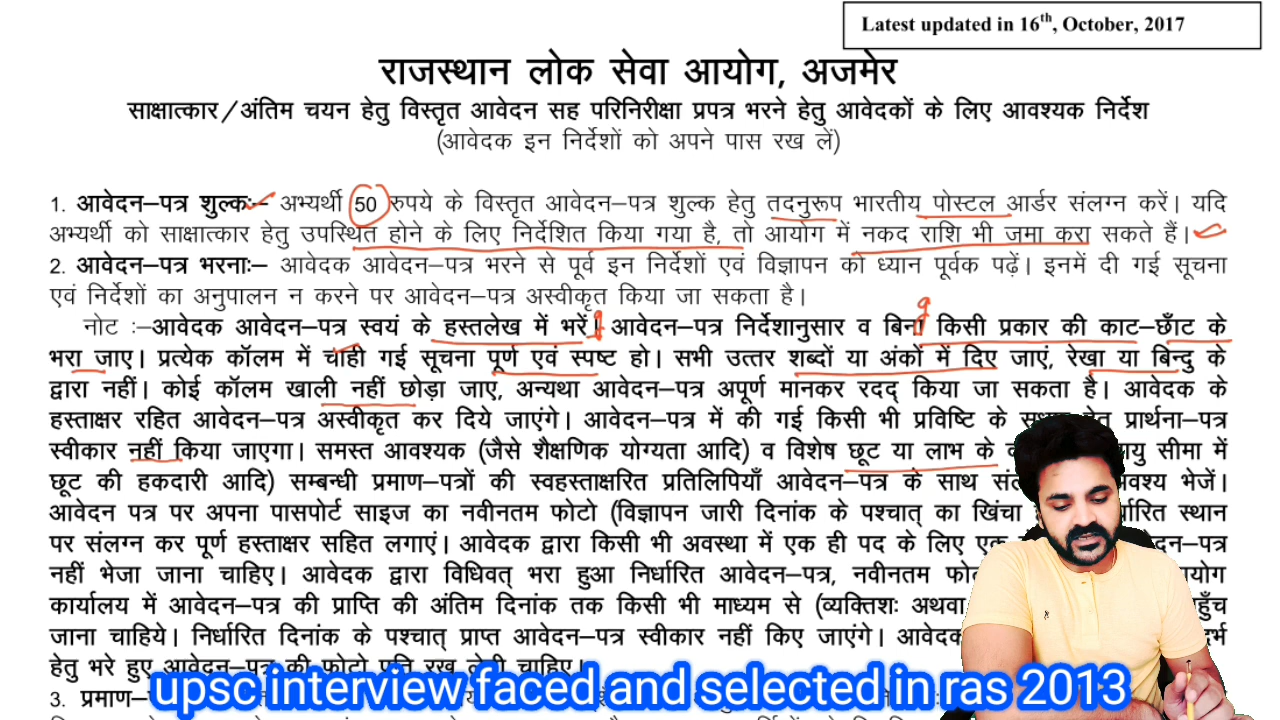 Latest updated in 16th, October, 2017
राजस्थान लोक सेवा आयोग, अजमेर
साक्षात्कार/अंतिम चयन हेतु विस्तृत आवेदन सह परिनिरीक्षा प्रपत्र भरने हेतु आवेदकों के लिए आवश्यक निर्देश
(आवेदक इन निर्देशों को अपने पास रख लें)
1. आवेदन–पत्र शुल्कः– अभ्यर्थी 50 रुपये के विस्तृत आवेदन–पत्र शुल्क हेतु तदनुरूप भारतीय पोस्टल आर्डर संलग्न करें। यदि
अभ्यर्थी को साक्षात्कार हेतु उपस्थित होने के लिए निर्देशित किया गया है, तो आयोग में नकद राशि भी जमा करा सकते हैं।
2. आवेदन–पत्र भरनाः– आवेदक आवेदन–पत्र भरने से पूर्व इन निर्देशों एवं विज्ञापन को ध्यान पूर्वक पढ़ें। इनमें दी गई सूचना
एवं निर्देशों का अनुपालन न करने पर आवेदन–पत्र अस्वीकृत किया जा सकता है।
नोट :–आवेदक आवेदन–पत्र स्वयं के हस्तलेख में भरें। आवेदन–पत्र निर्देशानुसार व बिना किसी प्रकार की काट–छाँट के
भरा जाए। प्रत्येक कॉलम में चाही गई सूचना पूर्ण एवं स्पष्ट हो। सभी उत्तर शब्दों या अंकों में दिए जाएं, रेखा या बिन्दु के
द्वारा नहीं। कोई कॉलम खाली नहीं छोड़ा जाएं, अन्यथा आवेदन–पत्र अपूर्ण मानकर रदद् किया जा सकता है। आवेदक के
हस्ताक्षर रहित आवेदन–पत्र अस्वीकृत कर दिये जाएंगे। आवेदन–पत्र में की गई किसी भी प्रविष्टि के प्रार्थना–पत्र
स्वीकार नहीं किया जाएगा। समस्त आवश्यक (जैसे शैक्षणिक योग्यता आदि) व विशेष छूट या लाभ के सीमा में
छूट की हकदारी आदि) सम्बन्धी प्रमाण–पत्रों की स्वहस्ताक्षरित प्रतिलिपियाँ आवेदन–पत्र के साथ भेजें।
आवेदन पत्र पर अपना पासपोर्ट साइज का नवीनतम फोटो (विज्ञापन जारी दिनांक के पश्चात् का खिंचा स्थान
पर संलग्न कर पूर्ण हस्ताक्षर सहित लगाएं। आवेदक द्वारा किसी भी अवस्था में एक ही पद के लिए
नहीं भेजा जाना चाहिए। आवेदक द्वारा विधिवत् भरा हुआ निर्धारित आवेदन–पत्र, नवीनतम
कार्यालय में आवेदन–पत्र की प्राप्ति की अंतिम दिनांक तक किसी भी माध्यम से (व्यक्तिशः अथवा
जाना चाहिये। निर्धारित दिनांक के पश्चात् प्राप्त आवेदन–पत्र स्वीकार नहीं किए जाएंगे।
हेतु भरे हुए
3.
upsc interview faced and selected in ras 2013